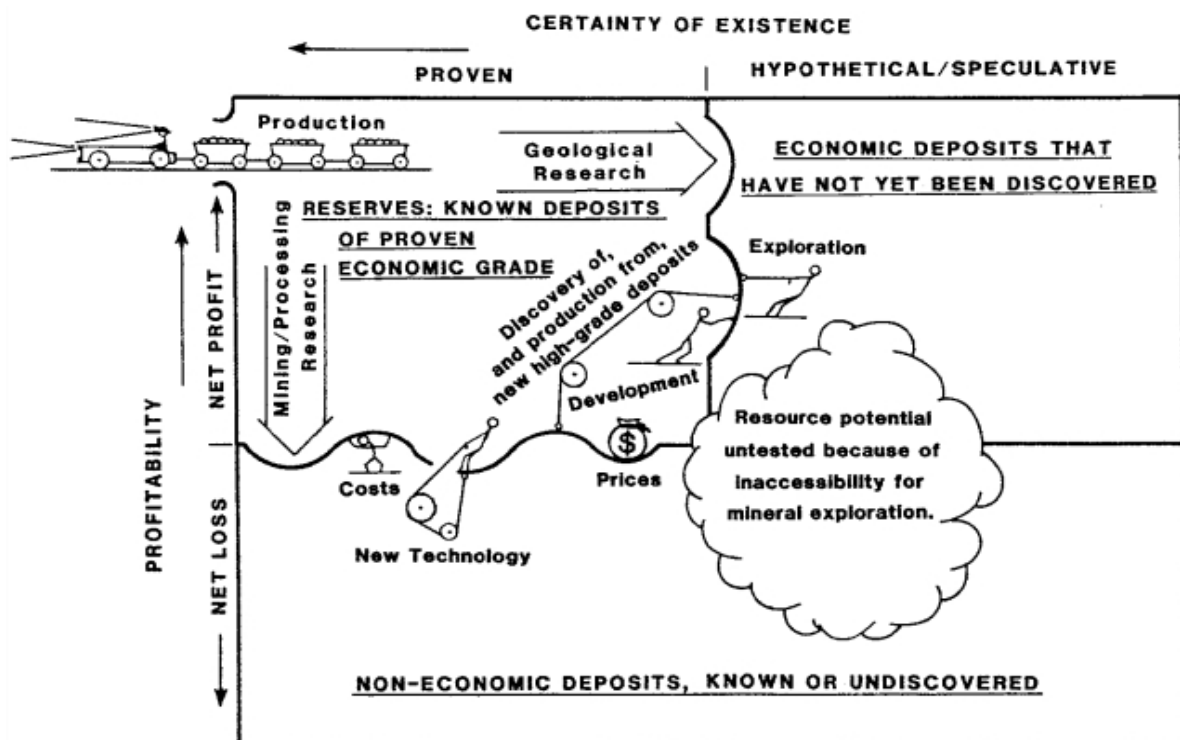 CERTAINTY OF EXISTENCE
PROVEN
HYPOTHETICAL/SPECULATIVE
Production
Geological
Research
ECONOMIC DEPOSITS THAT
HAVE NOT YET BEEN DISCOVERED
RESERVES: KNOWN DEPOSITS
OF PROVEN
ECONOMIC GRADE
Mining/Processing
Research
Discovery of,
and production from,
new high-grade deposits
Exploration
Development
PROFITABILITY
NET PROFIT
NET LOSS
Costs
New Technology
$
Prices
Resource potential
untested because of
inaccessibility for
mineral exploration.
NON-ECONOMIC DEPOSITS, KNOWN OR UNDISCOVERED